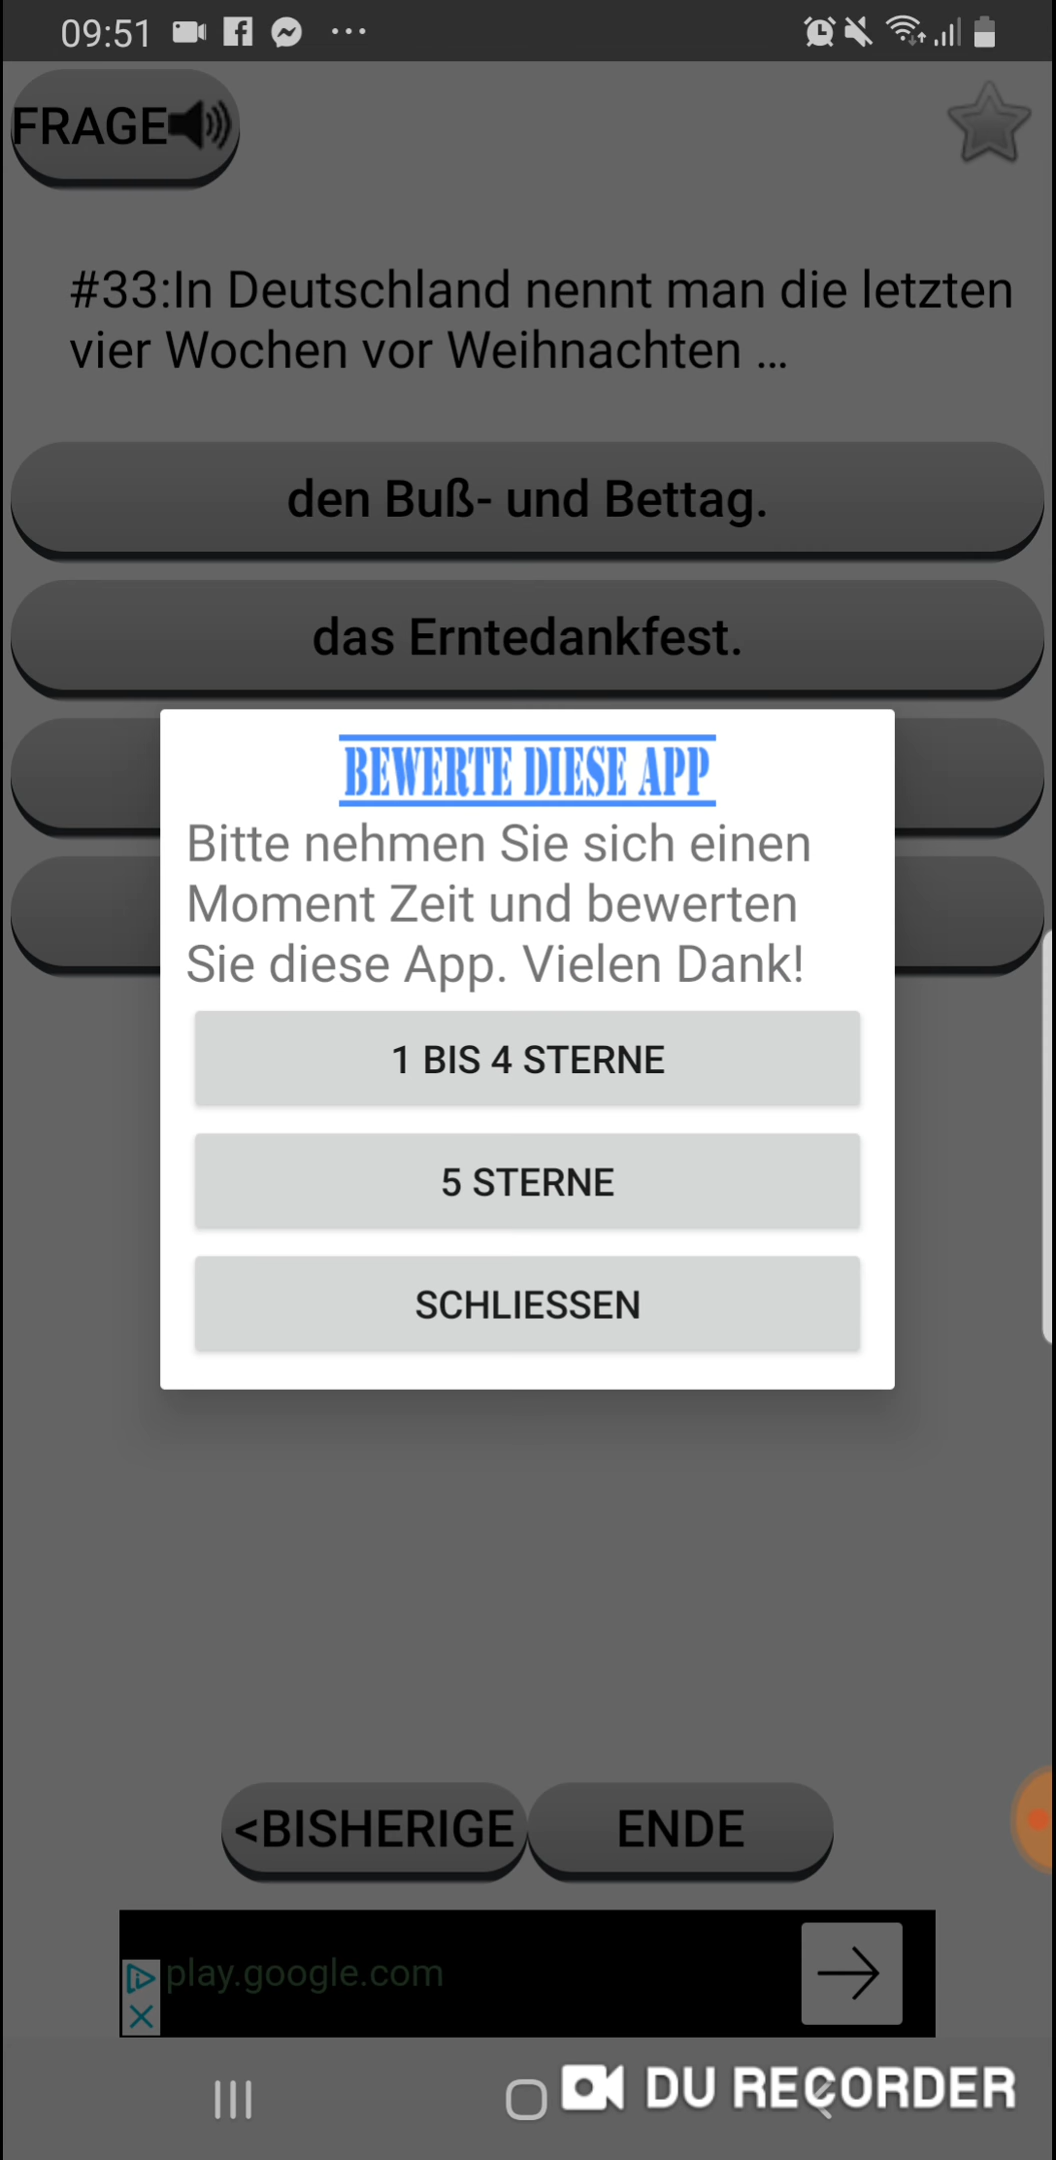 09:51
FRAGE
#33:In Deutschland nennt man die letzten
vier Wochen vor Weihnachten ...
den Buß- und Bettag.
das Erntedankfest.
BEWERTE DIESE APP
Bitte nehmen Sie sich einen
Moment Zeit und bewerten
Sie diese App. Vielen Dank!
1 BIS 4 STERNE
5 STERNE
SCHLIESSEN
<BISHERIGE
ENDE
play.google.com
DU RECORDER